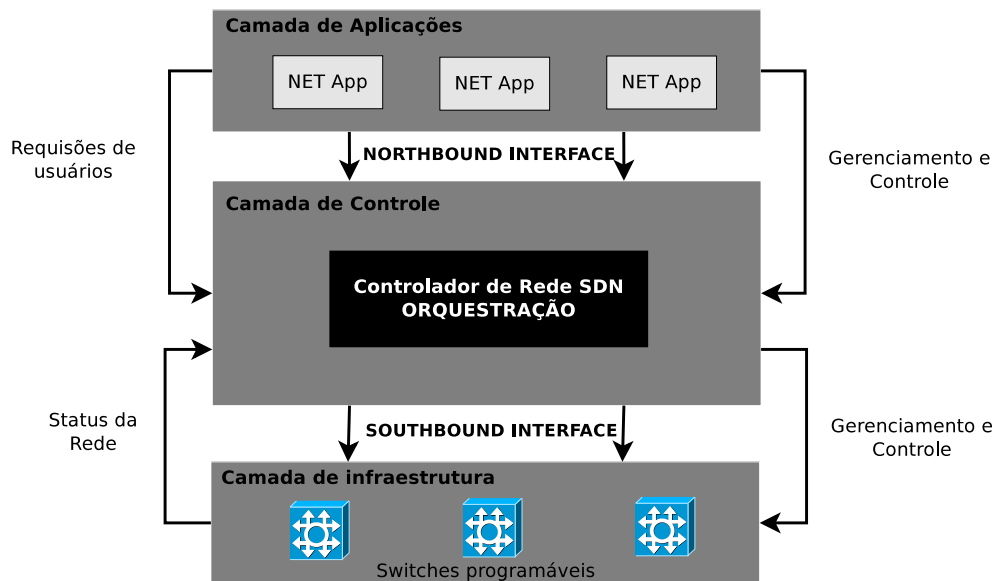 Camada de Aplicações
NET App
NET App
NET App
Requisões de
usuários
NORTHBOUND INTERFACE
Gerenciamento e
Controle
Camada de Controle
Controlador de Rede SDN
ORQUESTRAÇÃO
Status da
Rede
SOUTHBOUND INTERFACE
Gerenciamento e
Controle
Camada de infraestrutura
Switches programáveis